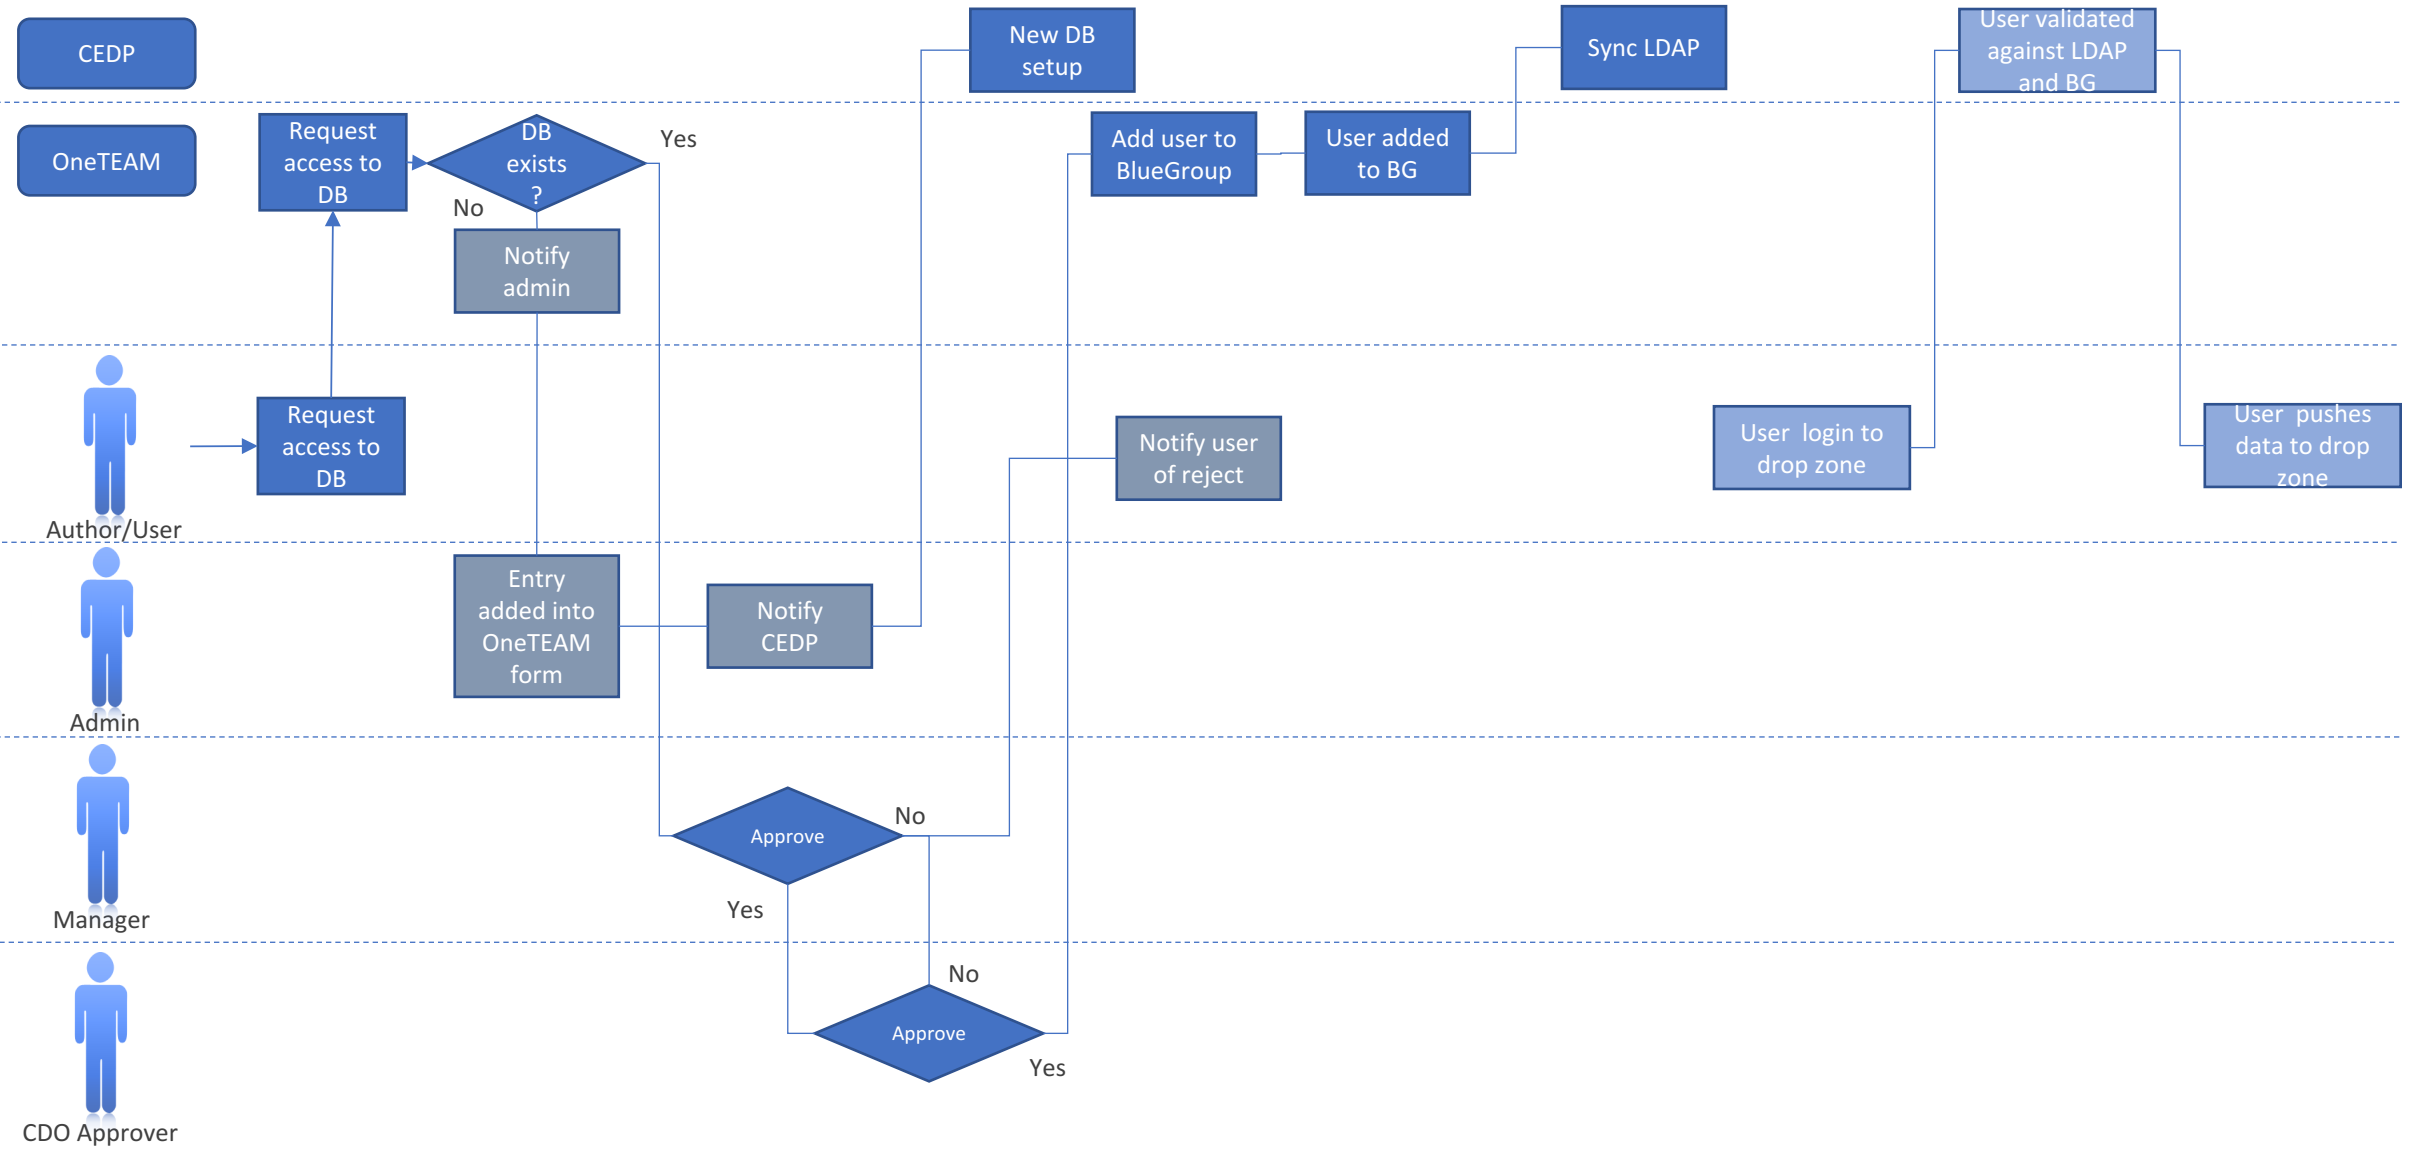 CEDP
New DB
setup
Sync LDAP
User validated
against LDAP
and BG
OneTEAM
Request
access to
DB
DB
exists
?
Yes
No
Notify
admin
Add user to
BlueGroup
User added
to BG
Author/User
Request
access to
DB
Notify user
of reject
User  login to
drop zone
User  pushes
data to drop
zone
Admin
Entry
added into
OneTEAM
form
Notify
CEDP
Manager
Approve
No
Yes
CDO Approver
No
Approve
Yes